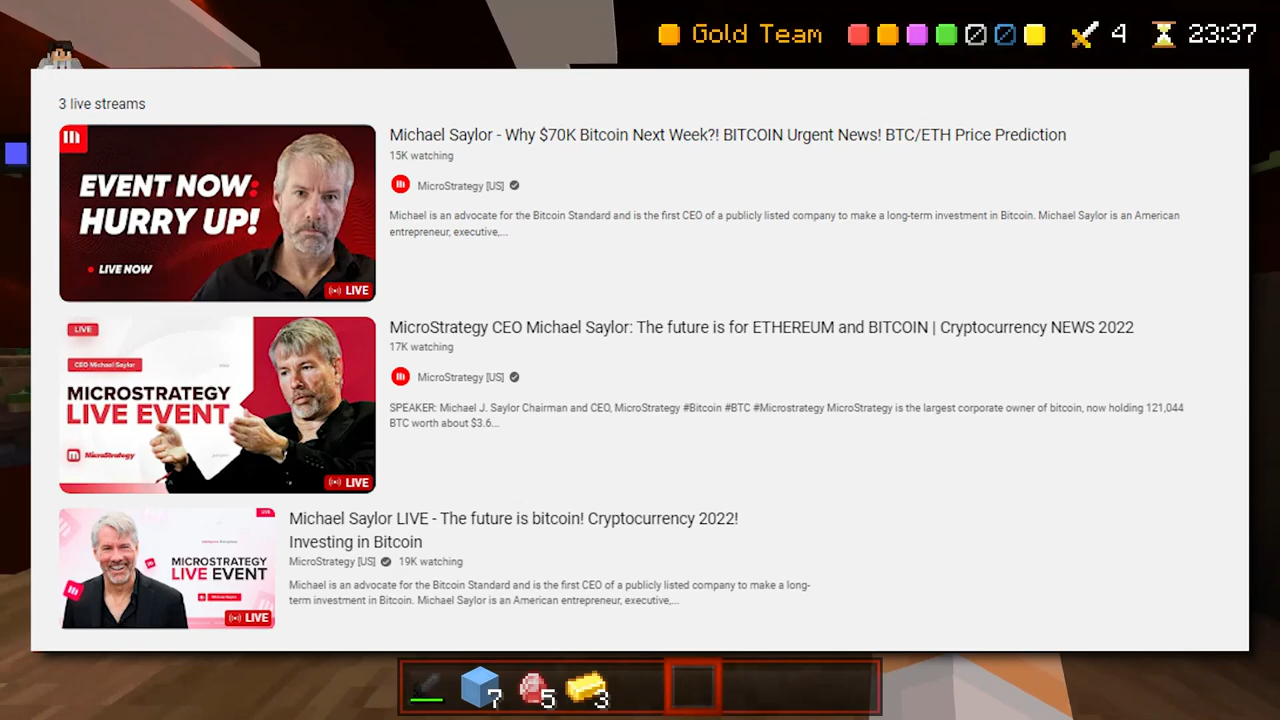 Gold Team 4 23:37
3 live streams
EVENT NOW:
HURRY UP!
LIVE NOW
LIVE
Michael Saylor - Why $70K Bitcoin Next Week?! BITCOIN Urgent News! BTC/ETH Price Prediction
15K watching
MicroStrategy [US]
Michael is an advocate for the Bitcoin Standard and is the first CEO of a publicly listed company to make a long-term investment in Bitcoin. Michael Saylor is an American
entrepreneur, executive,...
LIVE
CEO Michael Saylor
MICROSTRATEGY
LIVE EVENT
MicroStrategy
LIVE
MicroStrategy CEO Michael Saylor: The future is for ETHEREUM and BITCOIN | Cryptocurrency NEWS 2022
17K watching
MicroStrategy [US]
SPEAKER: Michael J. Saylor Chairman and CEO, MicroStrategy #Bitcoin #BTC #Microstrategy MicroStrategy is the largest corporate owner of bitcoin, now holding 121,044
BTC worth about $3.6...
LIVE
MICROSTRATEGY
LIVE EVENT
LIVE
Michael Saylor LIVE - The future is bitcoin! Cryptocurrency 2022!
Investing in Bitcoin
MicroStrategy [US] 19K watching
Michael is an advocate for the Bitcoin Standard and is the first CEO of a publicly listed company to make a long-
term investment in Bitcoin. Michael Saylor is an American entrepreneur, executive,...
7 5 3